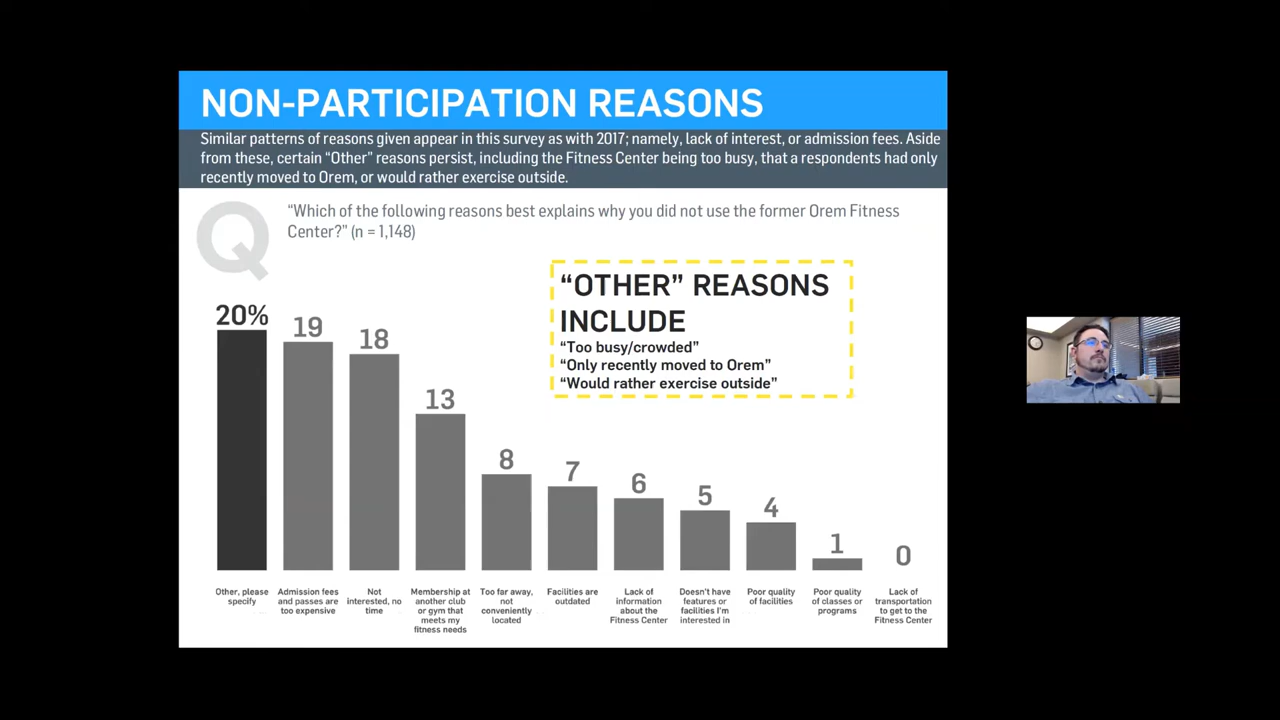 NON-PARTICIPATION REASONS
Similar patterns of reasons given appear in this survey as with 2017; namely, lack of interest, or admission fees. Aside
from these, certain “Other” reasons persist, including the Fitness Center being too busy, that a respondents had only
recently moved to Orem, or would rather exercise outside.
Q
“Which of the following reasons best explains why you did not use the former Orem Fitness
Center?” (n = 1,148)
“OTHER” REASONS
INCLUDE
“Too busy/crowded”
“Only recently moved to Orem”
“Would rather exercise outside”
20%
19
18
13
8
7
6
5
4
1
0
Other, please
specify
Admission fees
and passes are
too expensive
Not
interested, no
time
Membership at
another club
or gym that
meets my
fitness needs
Too far away,
not
conveniently
located
Facilities are
outdated
Lack of
information
about the
Fitness Center
Doesn't have
features or
facilities I'm
interested in
Poor quality
of facilities
Poor quality
of classes or
programs
Lack of
transportation
to get to the
Fitness Center